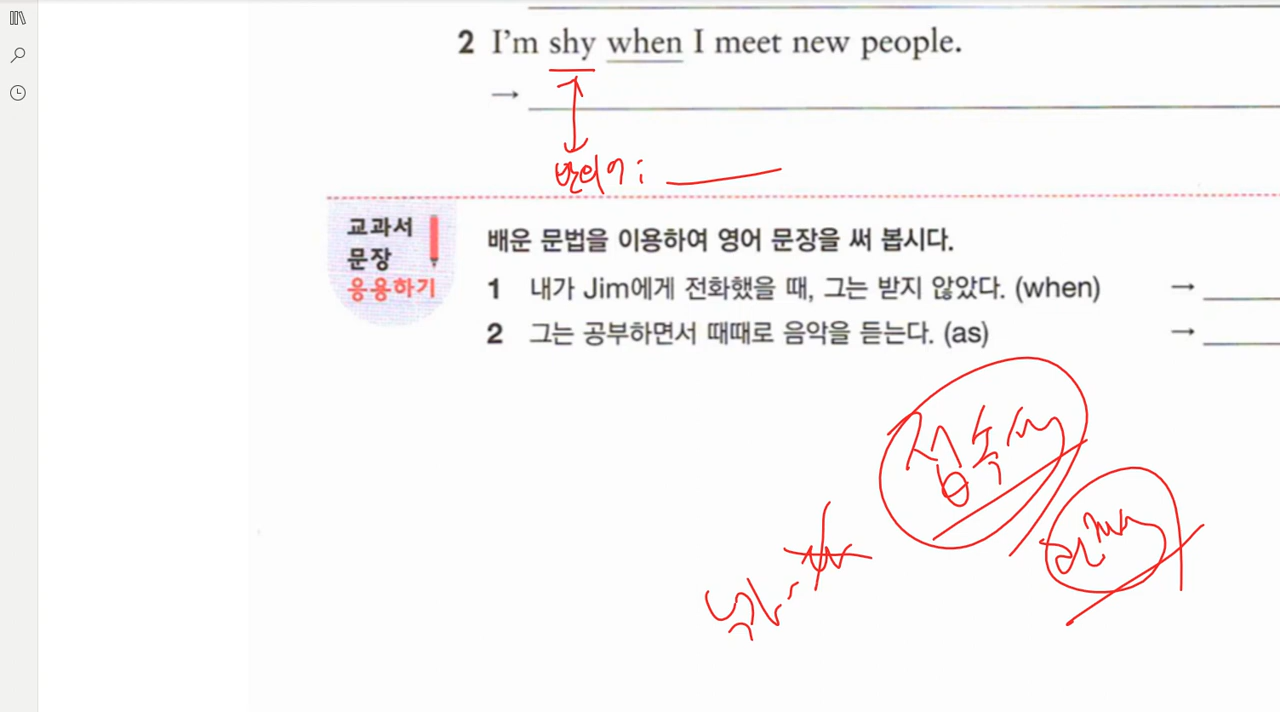 2 I'm shy when I meet new people.
→
반의어 :
교과서
문장
응용하기
배운 문법을 이용하여 영어 문장을 써 봅시다.
1 내가 Jim에게 전화했을 때, 그는 받지 않았다. (when) →
2 그는 공부하면서 때때로 음악을 듣는다. (as) →
접속사